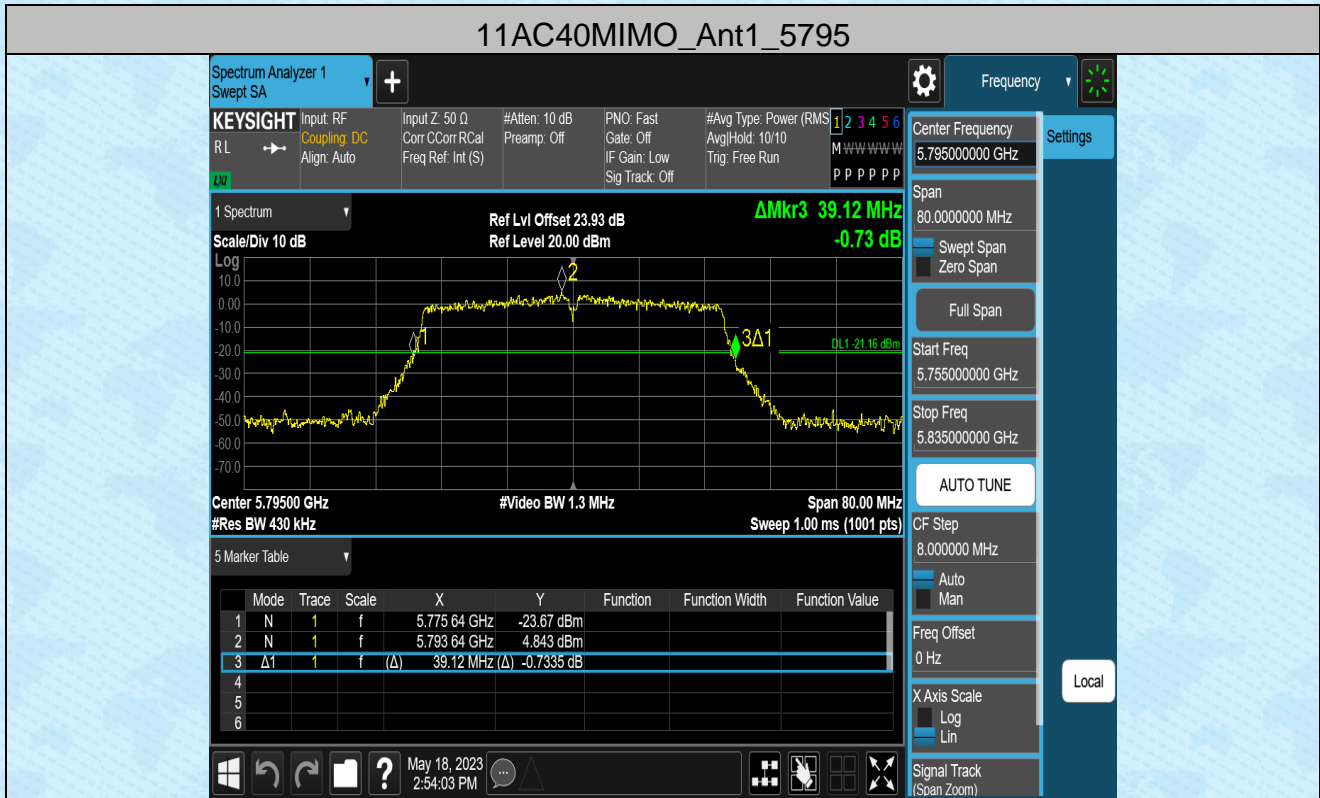 11AC40MIMO_Ant1_5795
Spectrum Analyzer 1
Swept SA
+
Frequency
KEYSIGHT
RL
LXI
Input: RF
Coupling: DC
Align: Auto
Input Z: 50 Ω
Corr CCorr RCal
Freq Ref: Int (S)
#Atten: 10 dB
Preamp: Off
PNO: Fast
Gate: Off
IF Gain: Low
Sig Track: Off
#Avg Type: Power (RMS
Avg|Hold: 10/10
Trig: Free Run
1 2 3 4 5 6
M W W W W W
P P P P P P
Center Frequency
5.795000000 GHz
Settings
Span
80.0000000 MHz
Swept Span
Zero Span
Full Span
Start Freq
5.755000000 GHz
Stop Freq
5.835000000 GHz
AUTO TUNE
CF Step
8.000000 MHz
Auto
Man
Freq Offset
0 Hz
X Axis Scale
Log
Lin
Signal Track
(Span Zoom)
Local
1 Spectrum
Scale/Div 10 dB
Ref Lvl Offset 23.93 dB
Ref Level 20.00 dBm
ΔMkr3 39.12 MHz
-0.73 dB
Log
10.0
0.00
-10.0
-20.0
-30.0
-40.0
-50.0
-60.0
-70.0
1
2
3Δ1
DL1 -21.16 dBm
Center 5.79500 GHz
#Video BW 1.3 MHz
Span 80.00 MHz
#Res BW 430 kHz
Sweep 1.00 ms (1001 pts)
5 Marker Table
Mode Trace Scale X Y Function Function Width Function Value
1 N 1 f 5.775 64 GHz -23.67 dBm
2 N 1 f 5.793 64 GHz 4.843 dBm
3 Δ1 1 f (Δ) 39.12 MHz (Δ) -0.7335 dB
4
5
6
?
May 18, 2023
2:54:03 PM